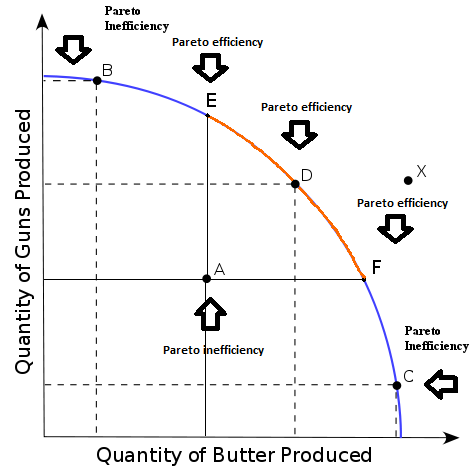 Pareto
Inefficiency
Pareto efficiency
B
E
Pareto efficiency
D
X
Pareto efficiency
Quantity of Guns Produced
A
F
Pareto inefficiency
Pareto
Inefficiency
C
Quantity of Butter Produced